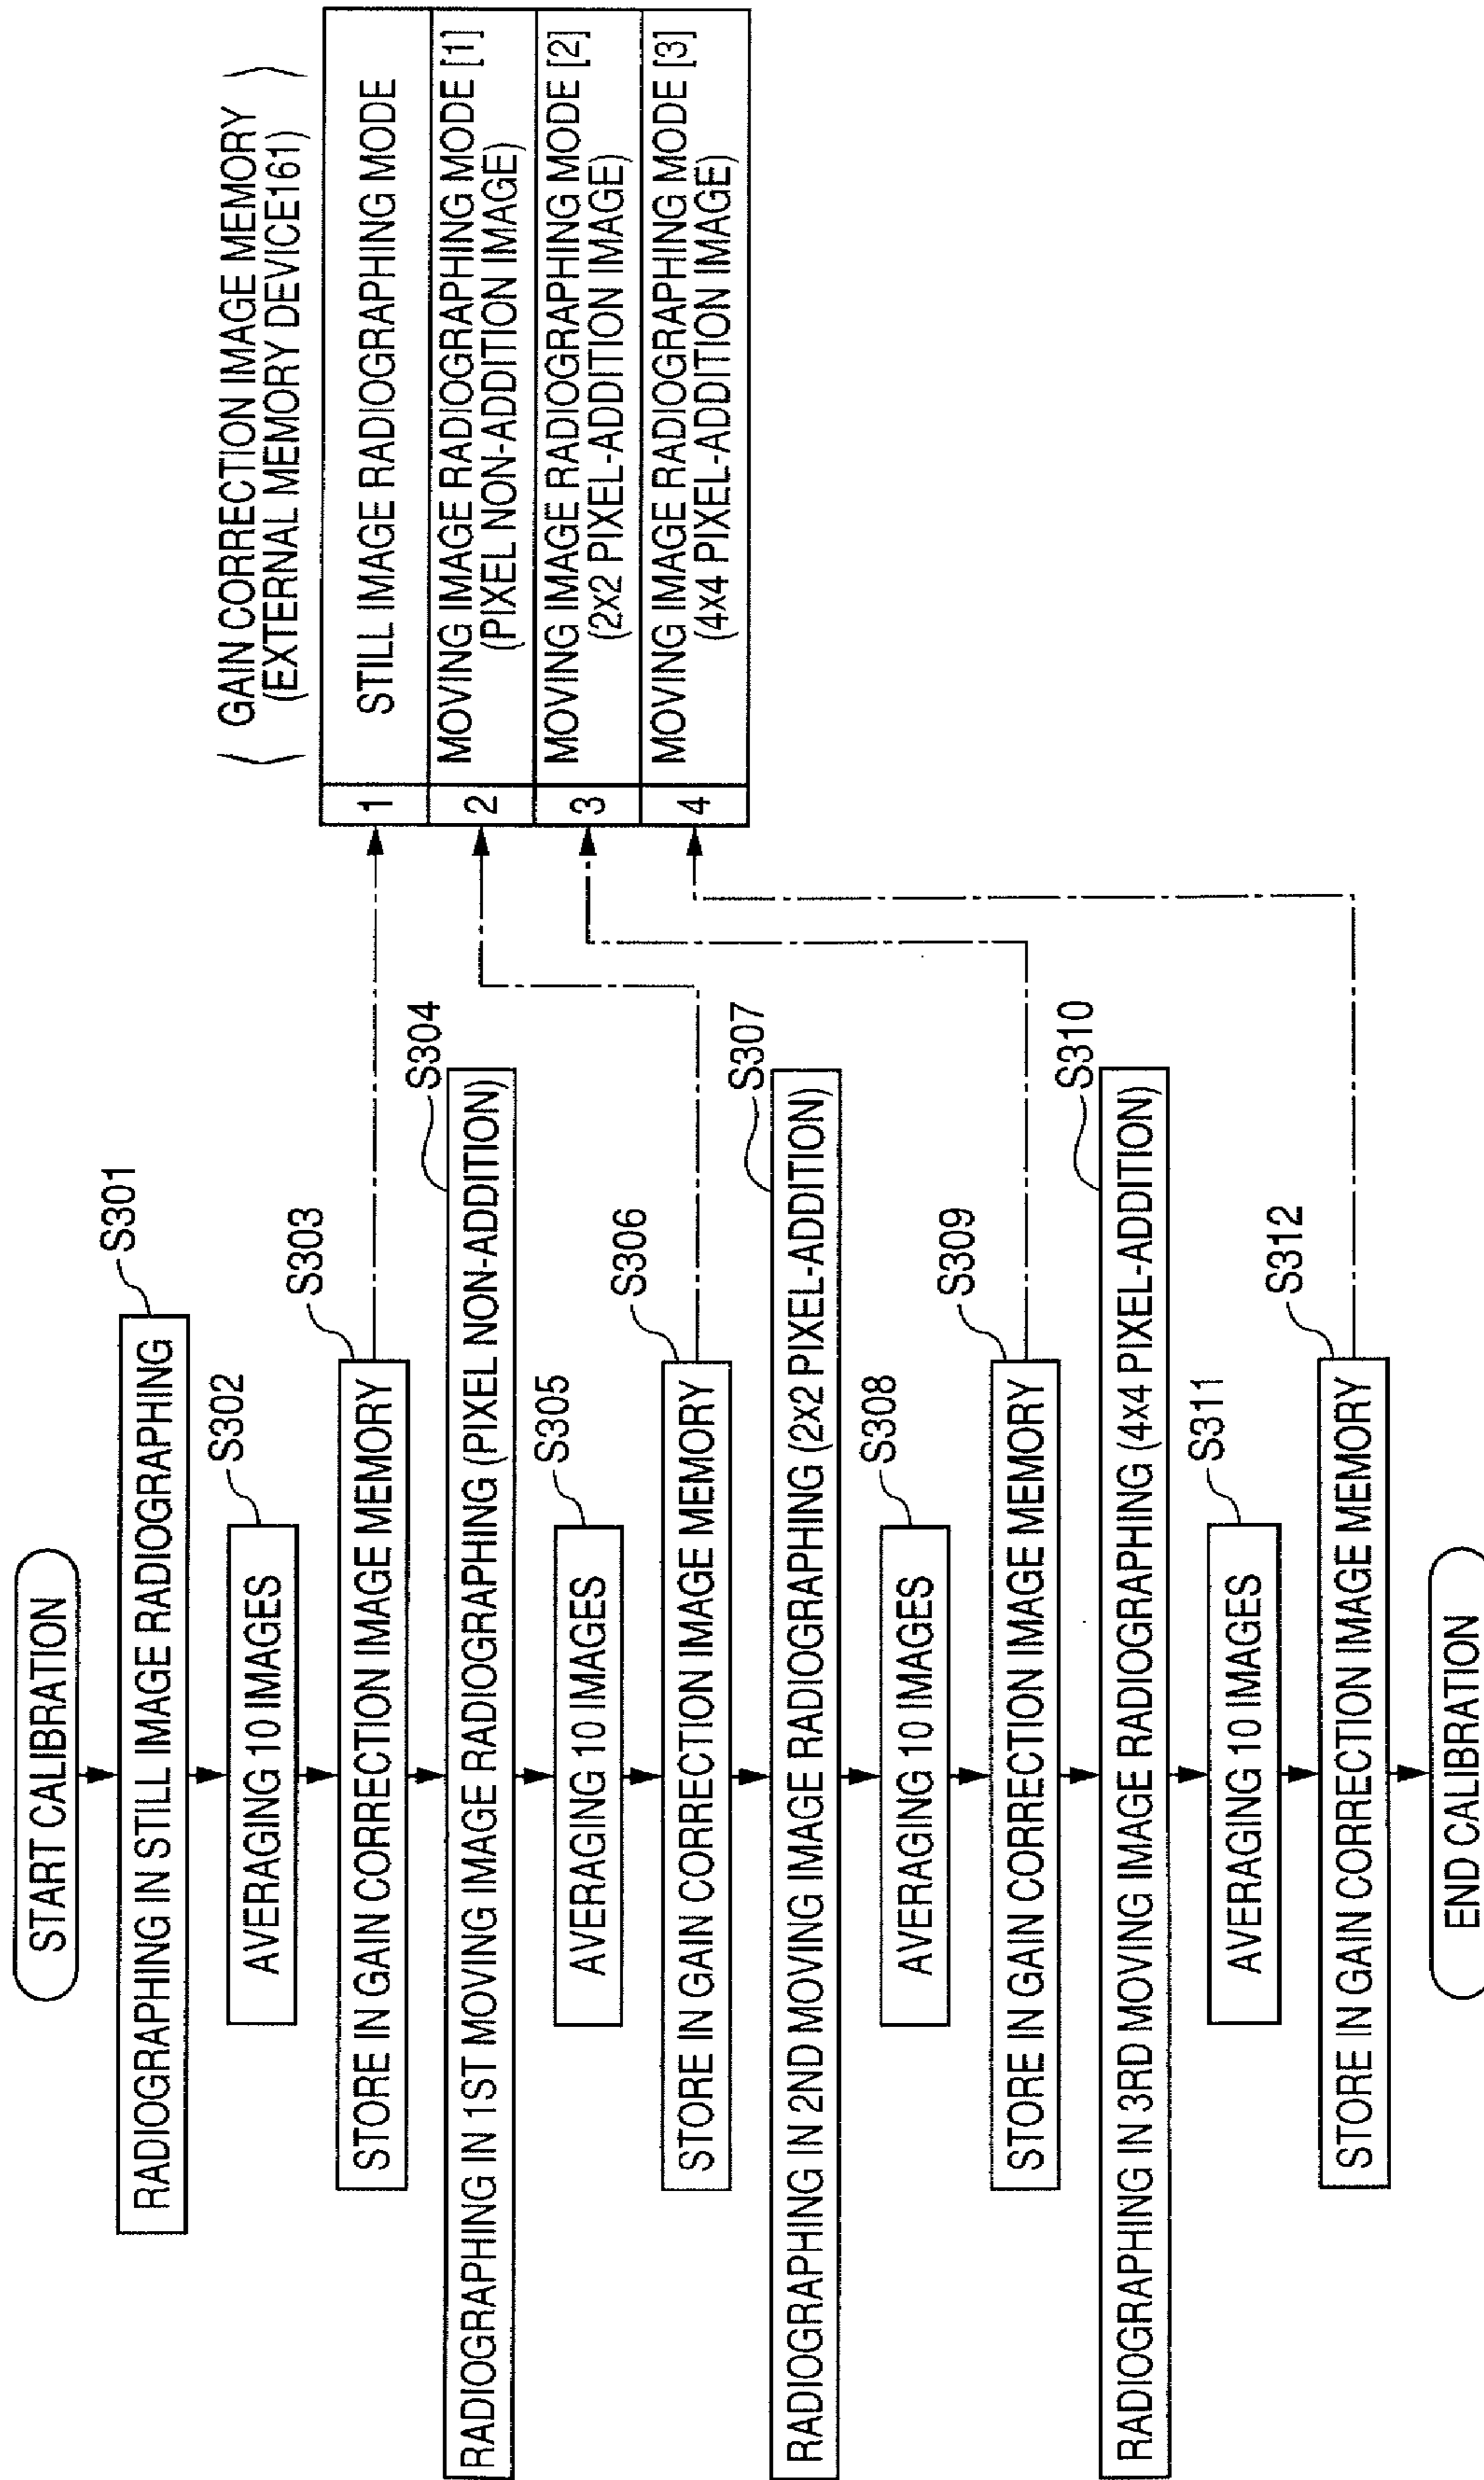 START CALIBRATION
RADIOGRAPHING IN STILL IMAGE RADIOGRAPHING
S301
AVERAGING 10 IMAGES
S302
STORE IN GAIN CORRECTION IMAGE MEMORY
S303
RADIOGRAPHING IN 1ST MOVING IMAGE RADIOGRAPHING (PIXEL NON-ADDITION)
S304
AVERAGING 10 IMAGES
S305
STORE IN GAIN CORRECTION IMAGE MEMORY
S306
RADIOGRAPHING IN 2ND MOVING IMAGE RADIOGRAPHING (2x2 PIXEL-ADDITION)
S307
AVERAGING 10 IMAGES
S308
STORE IN GAIN CORRECTION IMAGE MEMORY
S309
RADIOGRAPHING IN 3RD MOVING IMAGE RADIOGRAPHING (4x4 PIXEL-ADDITION)
S310
AVERAGING 10 IMAGES
S311
STORE IN GAIN CORRECTION IMAGE MEMORY
S312
END CALIBRATION
GAIN CORRECTION IMAGE MEMORY
(EXTERNAL MEMORY DEVICE161)
1 STILL IMAGE RADIOGRAPHING MODE
2 MOVING IMAGE RADIOGRAPHING MODE [1]
(PIXEL NON-ADDITION IMAGE)
3 MOVING IMAGE RADIOGRAPHING MODE [2]
(2x2 PIXEL-ADDITION IMAGE)
4 MOVING IMAGE RADIOGRAPHING MODE [3]
(4x4 PIXEL-ADDITION IMAGE)